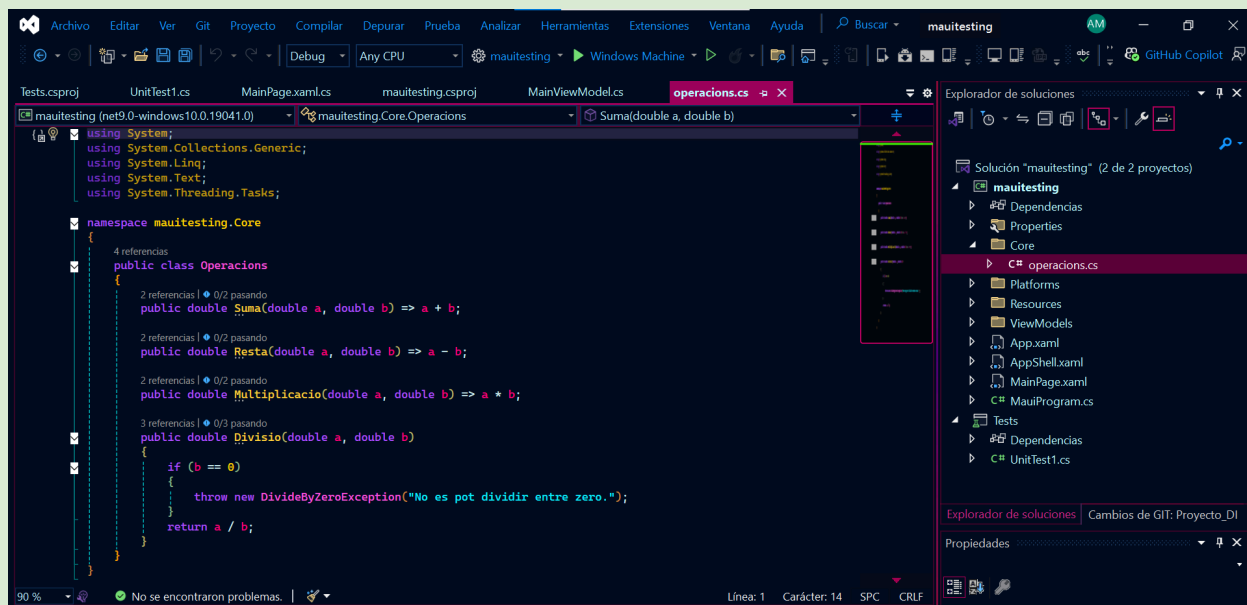 Archivo Editar Ver Git Proyecto Compilar Depurar Prueba Analizar Herramientas Extensiones Ventana Ayuda Buscar mauitesting AM
Debug Any CPU mauitesting Windows Machine abc GitHub Copilot
Tests.csproj UnitTest1.cs MainPage.xaml.cs mauitesting.csproj MainViewModel.cs operacions.cs
mauitesting (net9.0-windows10.0.19041.0) mauitesting.Core.Operacions Suma(double a, double b)
using System;
using System.Collections.Generic;
using System.Linq;
using System.Text;
using System.Threading.Tasks;
namespace mauitesting.Core
{
4 referencias
public class Operacions
{
2 referencias | 0/2 pasando
public double Suma(double a, double b) => a + b;
2 referencias | 0/2 pasando
public double Resta(double a, double b) => a - b;
2 referencias | 0/2 pasando
public double Multiplicacio(double a, double b) => a * b;
3 referencias | 0/3 pasando
public double Divisio(double a, double b)
{
if (b == 0)
{
throw new DivideByZeroException("No es pot dividir entre zero.");
}
return a / b;
}
}
}
90 % No se encontraron problemas. Línea: 1 Carácter: 14 SPC CRLF
Explorador de soluciones
Solución "mauitesting" (2 de 2 proyectos)
C# mauitesting
Dependencias
Properties
Core
C# operacions.cs
Platforms
Resources
ViewModels
App.xaml
AppShell.xaml
MainPage.xaml
C# MauiProgram.cs
Tests
Dependencias
C# UnitTest1.cs
Explorador de soluciones Cambios de GIT: Proyecto_DI
Propiedades